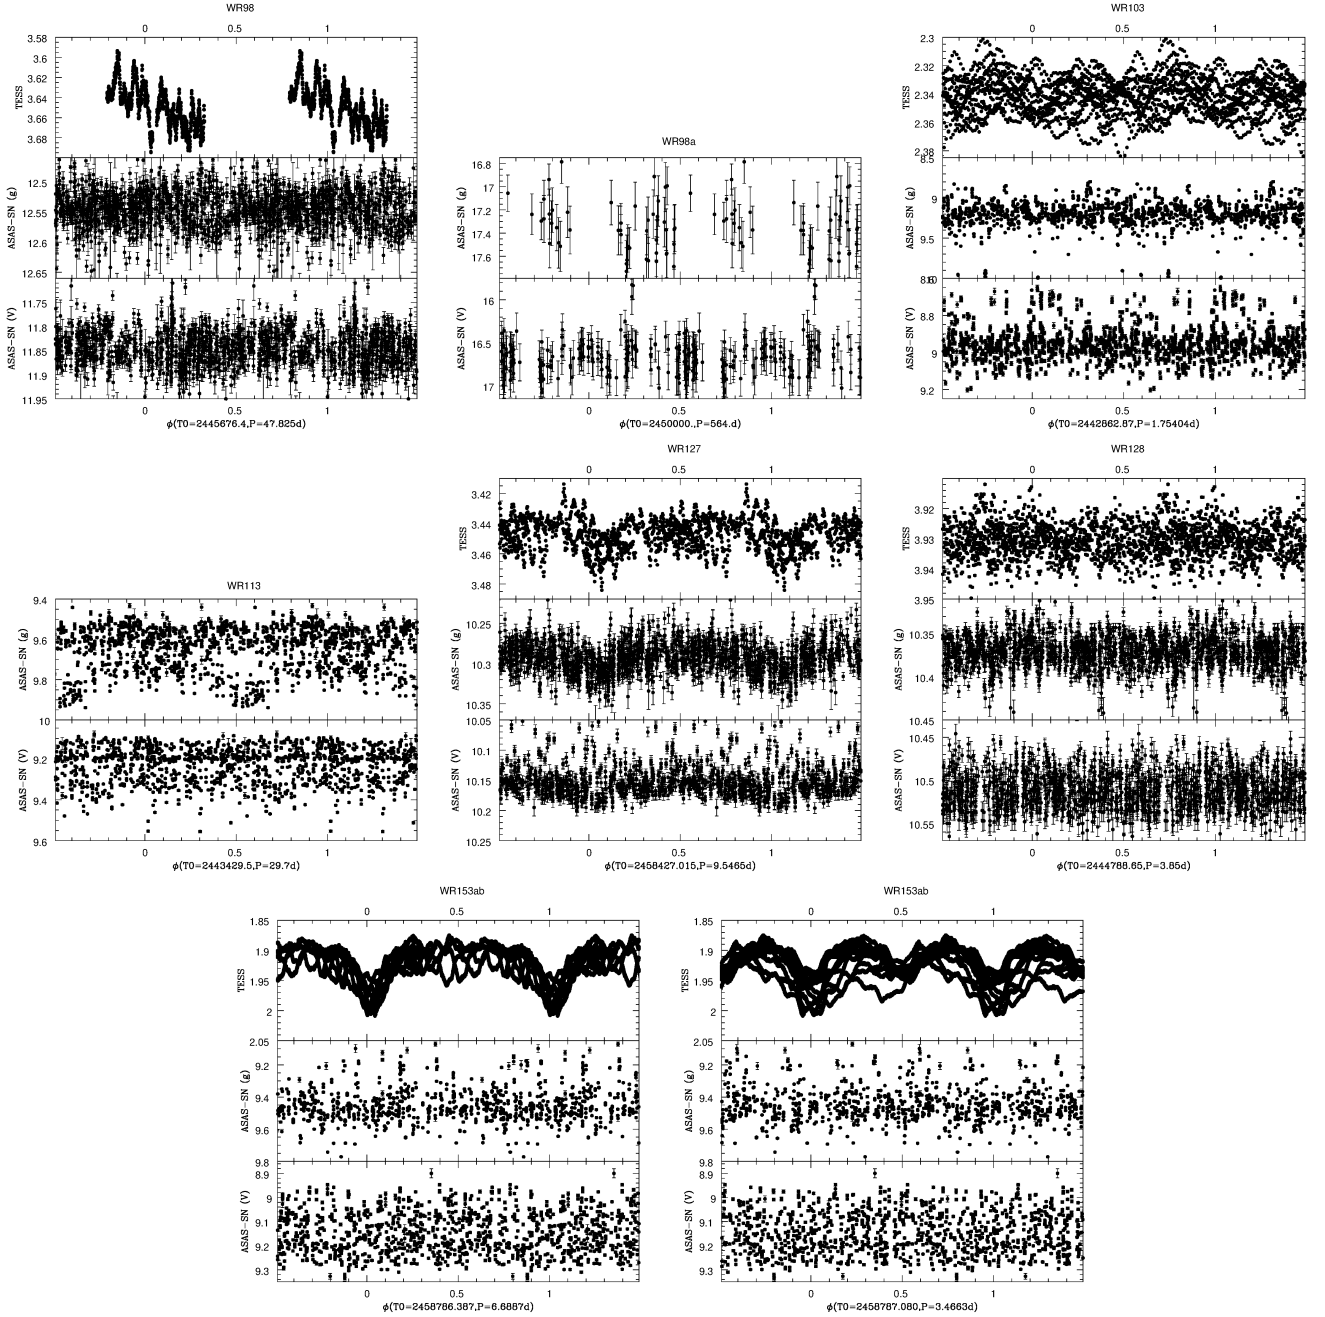 WR98
0 0.5 1
3.58
3.6
3.62
3.64
3.66
3.68
TESS
12.5
12.55
12.6
12.65
ASAS-SN (g)
11.75
11.8
11.85
11.9
11.95
ASAS-SN (V)
0 0.5 1
ϕ(T0=2445676.4,P=47.825d)
WR98a
16.8
17
17.2
17.4
17.6
ASAS-SN (g)
16
16.5
17
ASAS-SN (V)
0 0.5 1
ϕ(T0=2450000.,P=564.d)
WR103
0 0.5 1
2.3
2.32
2.34
2.36
2.38
TESS
8.5
9
9.5
ASAS-SN (g)
8.6
8.8
9
9.2
ASAS-SN (V)
0 0.5 1
ϕ(T0=2442862.87,P=1.75404d)
WR113
9.4
9.6
9.8
10
ASAS-SN (g)
9.2
9.4
9.6
ASAS-SN (V)
0 0.5 1
ϕ(T0=2443429.5,P=29.7d)
WR127
0 0.5 1
3.42
3.44
3.46
3.48
TESS
10.25
10.3
10.35
ASAS-SN (g)
10.05
10.1
10.15
10.2
10.25
ASAS-SN (V)
0 0.5 1
ϕ(T0=2458427.015,P=9.5465d)
WR128
0 0.5 1
3.92
3.93
3.94
3.95
TESS
10.35
10.4
10.45
ASAS-SN (g)
10.45
10.5
10.55
ASAS-SN (V)
0 0.5 1
ϕ(T0=2444788.65,P=3.85d)
WR153ab
0 0.5 1
1.85
1.9
1.95
2
2.05
TESS
9.2
9.4
9.6
9.8
ASAS-SN (g)
8.9
9
9.1
9.2
9.3
ASAS-SN (V)
0 0.5 1
ϕ(T0=2458786.387,P=6.6887d)
WR153ab
0 0.5 1
1.85
1.9
1.95
2
2.05
TESS
9.2
9.4
9.6
9.8
ASAS-SN (g)
8.9
9
9.1
9.2
9.3
ASAS-SN (V)
0 0.5 1
ϕ(T0=2458787.080,P=3.4663d)